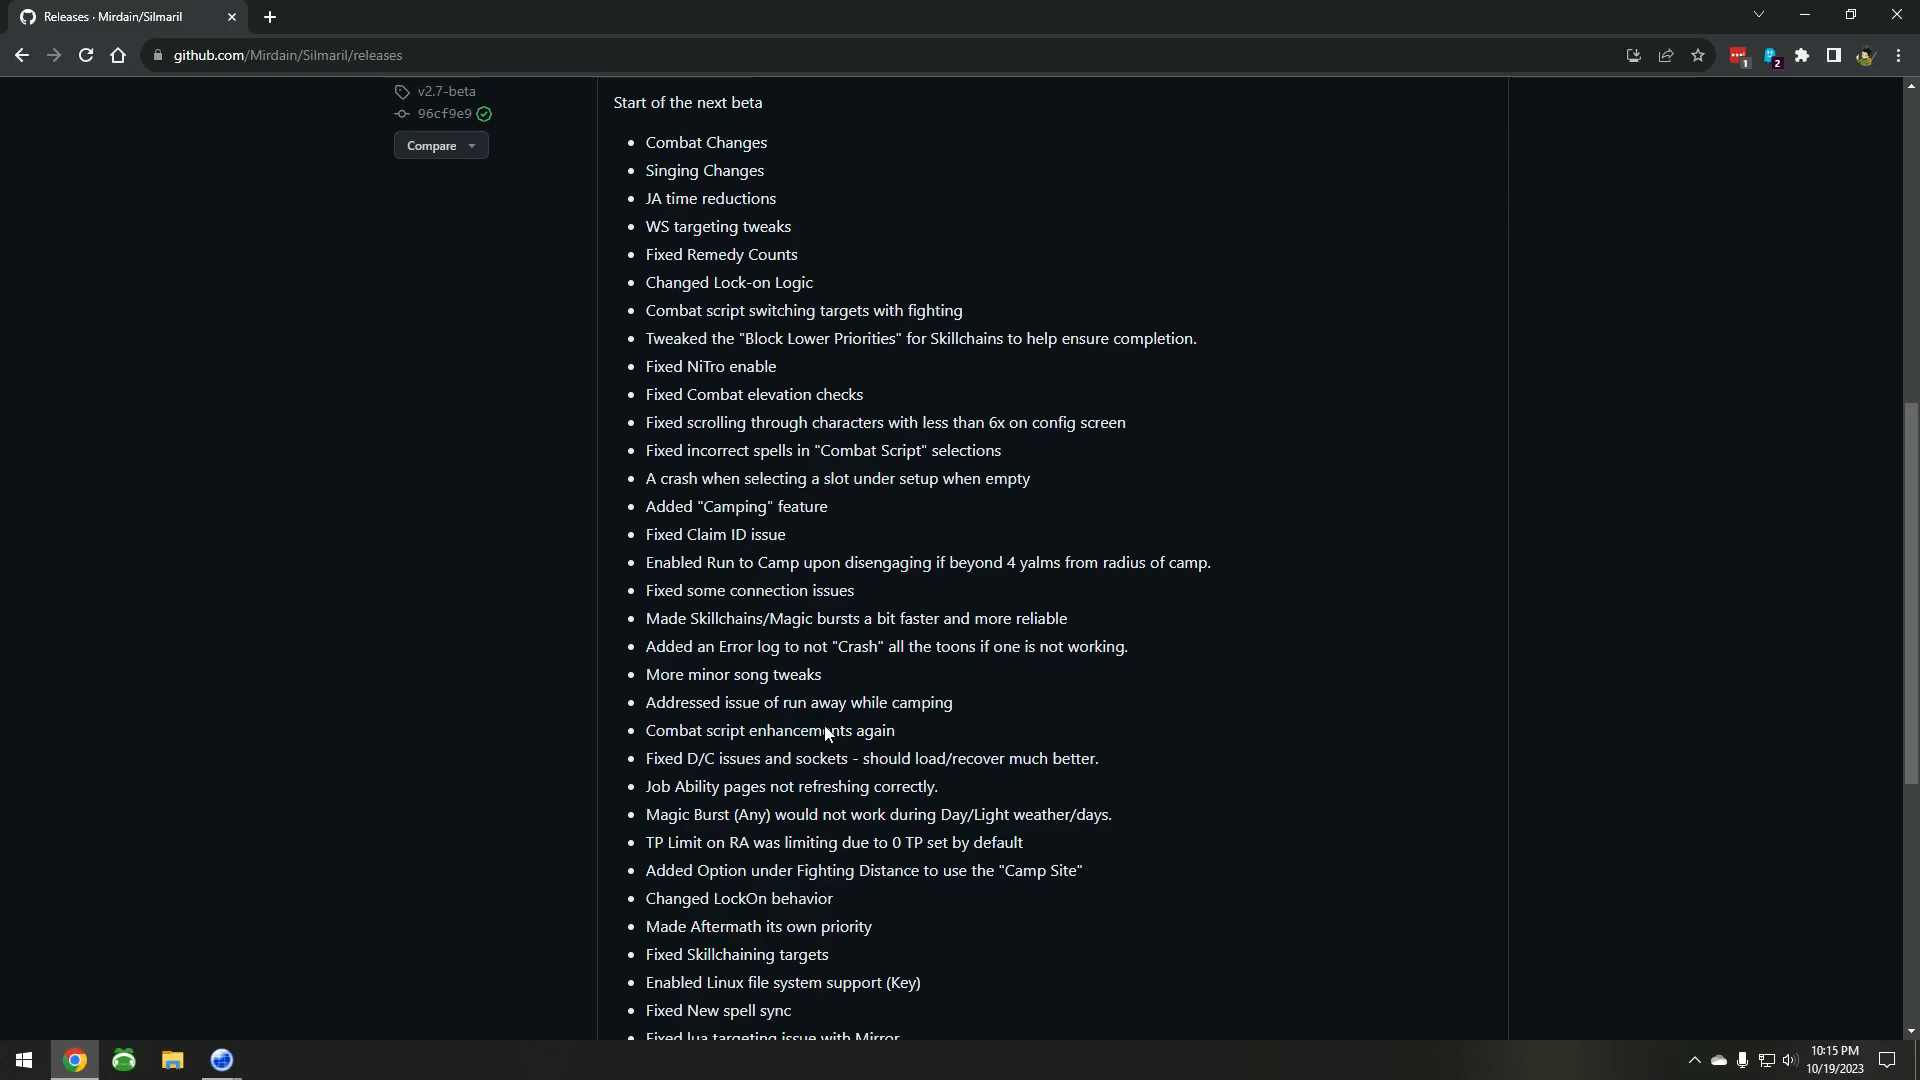 Releases · Mirdain/Silmaril
github.com/Mirdain/Silmaril/releases
1
2
v2.7-beta
96cf9e9
Compare
Start of the next beta
Combat Changes
Singing Changes
JA time reductions
WS targeting tweaks
Fixed Remedy Counts
Changed Lock-on Logic
Combat script switching targets with fighting
Tweaked the "Block Lower Priorities" for Skillchains to help ensure completion.
Fixed NiTro enable
Fixed Combat elevation checks
Fixed scrolling through characters with less than 6x on config screen
Fixed incorrect spells in "Combat Script" selections
A crash when selecting a slot under setup when empty
Added "Camping" feature
Fixed Claim ID issue
Enabled Run to Camp upon disengaging if beyond 4 yalms from radius of camp.
Fixed some connection issues
Made Skillchains/Magic bursts a bit faster and more reliable
Added an Error log to not "Crash" all the toons if one is not working.
More minor song tweaks
Addressed issue of run away while camping
Combat script enhancements again
Fixed D/C issues and sockets - should load/recover much better.
Job Ability pages not refreshing correctly.
Magic Burst (Any) would not work during Day/Light weather/days.
TP Limit on RA was limiting due to 0 TP set by default
Added Option under Fighting Distance to use the "Camp Site"
Changed LockOn behavior
Made Aftermath its own priority
Fixed Skillchaining targets
Enabled Linux file system support (Key)
Fixed New spell sync
Fixed lua targeting issue with Mirror
10:15 PM
10/19/2023